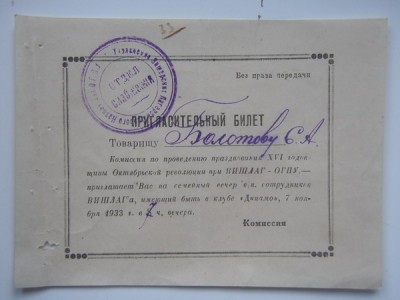 33
ОТДЕЛ
СНАБЖЕНИЯ
Без права передачи
ПРИГЛАСИТЕЛЬНЫЙ БИЛЕТ
Товарищу Болотову С.А.
Комиссия по проведению празднования XVI годов-
щины Октябрьской революции при ВИШЛАГ-ОГПУ,—
приглашает Вас на семейный вечер сотрудников
ВИШЛАГ'а, имеющий быть в клубе «Динамо», 7 ноя-
бря 1933 г. в 7 ч. вечера.
Комиссия